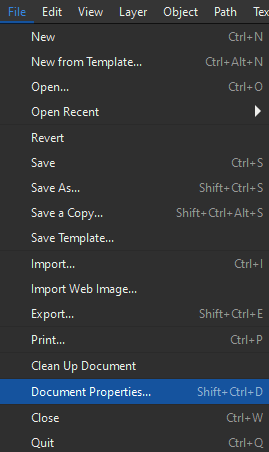 File Edit View Layer Object Path Tex
New Ctrl+N
New from Template... Ctrl+Alt+N
Open... Ctrl+O
Open Recent
Revert
Save Ctrl+S
Save As... Shift+Ctrl+S
Save a Copy... Shift+Ctrl+Alt+S
Save Template...
Import... Ctrl+I
Import Web Image...
Export... Shift+Ctrl+E
Print... Ctrl+P
Clean Up Document
Document Properties... Shift+Ctrl+D
Close Ctrl+W
Quit Ctrl+Q